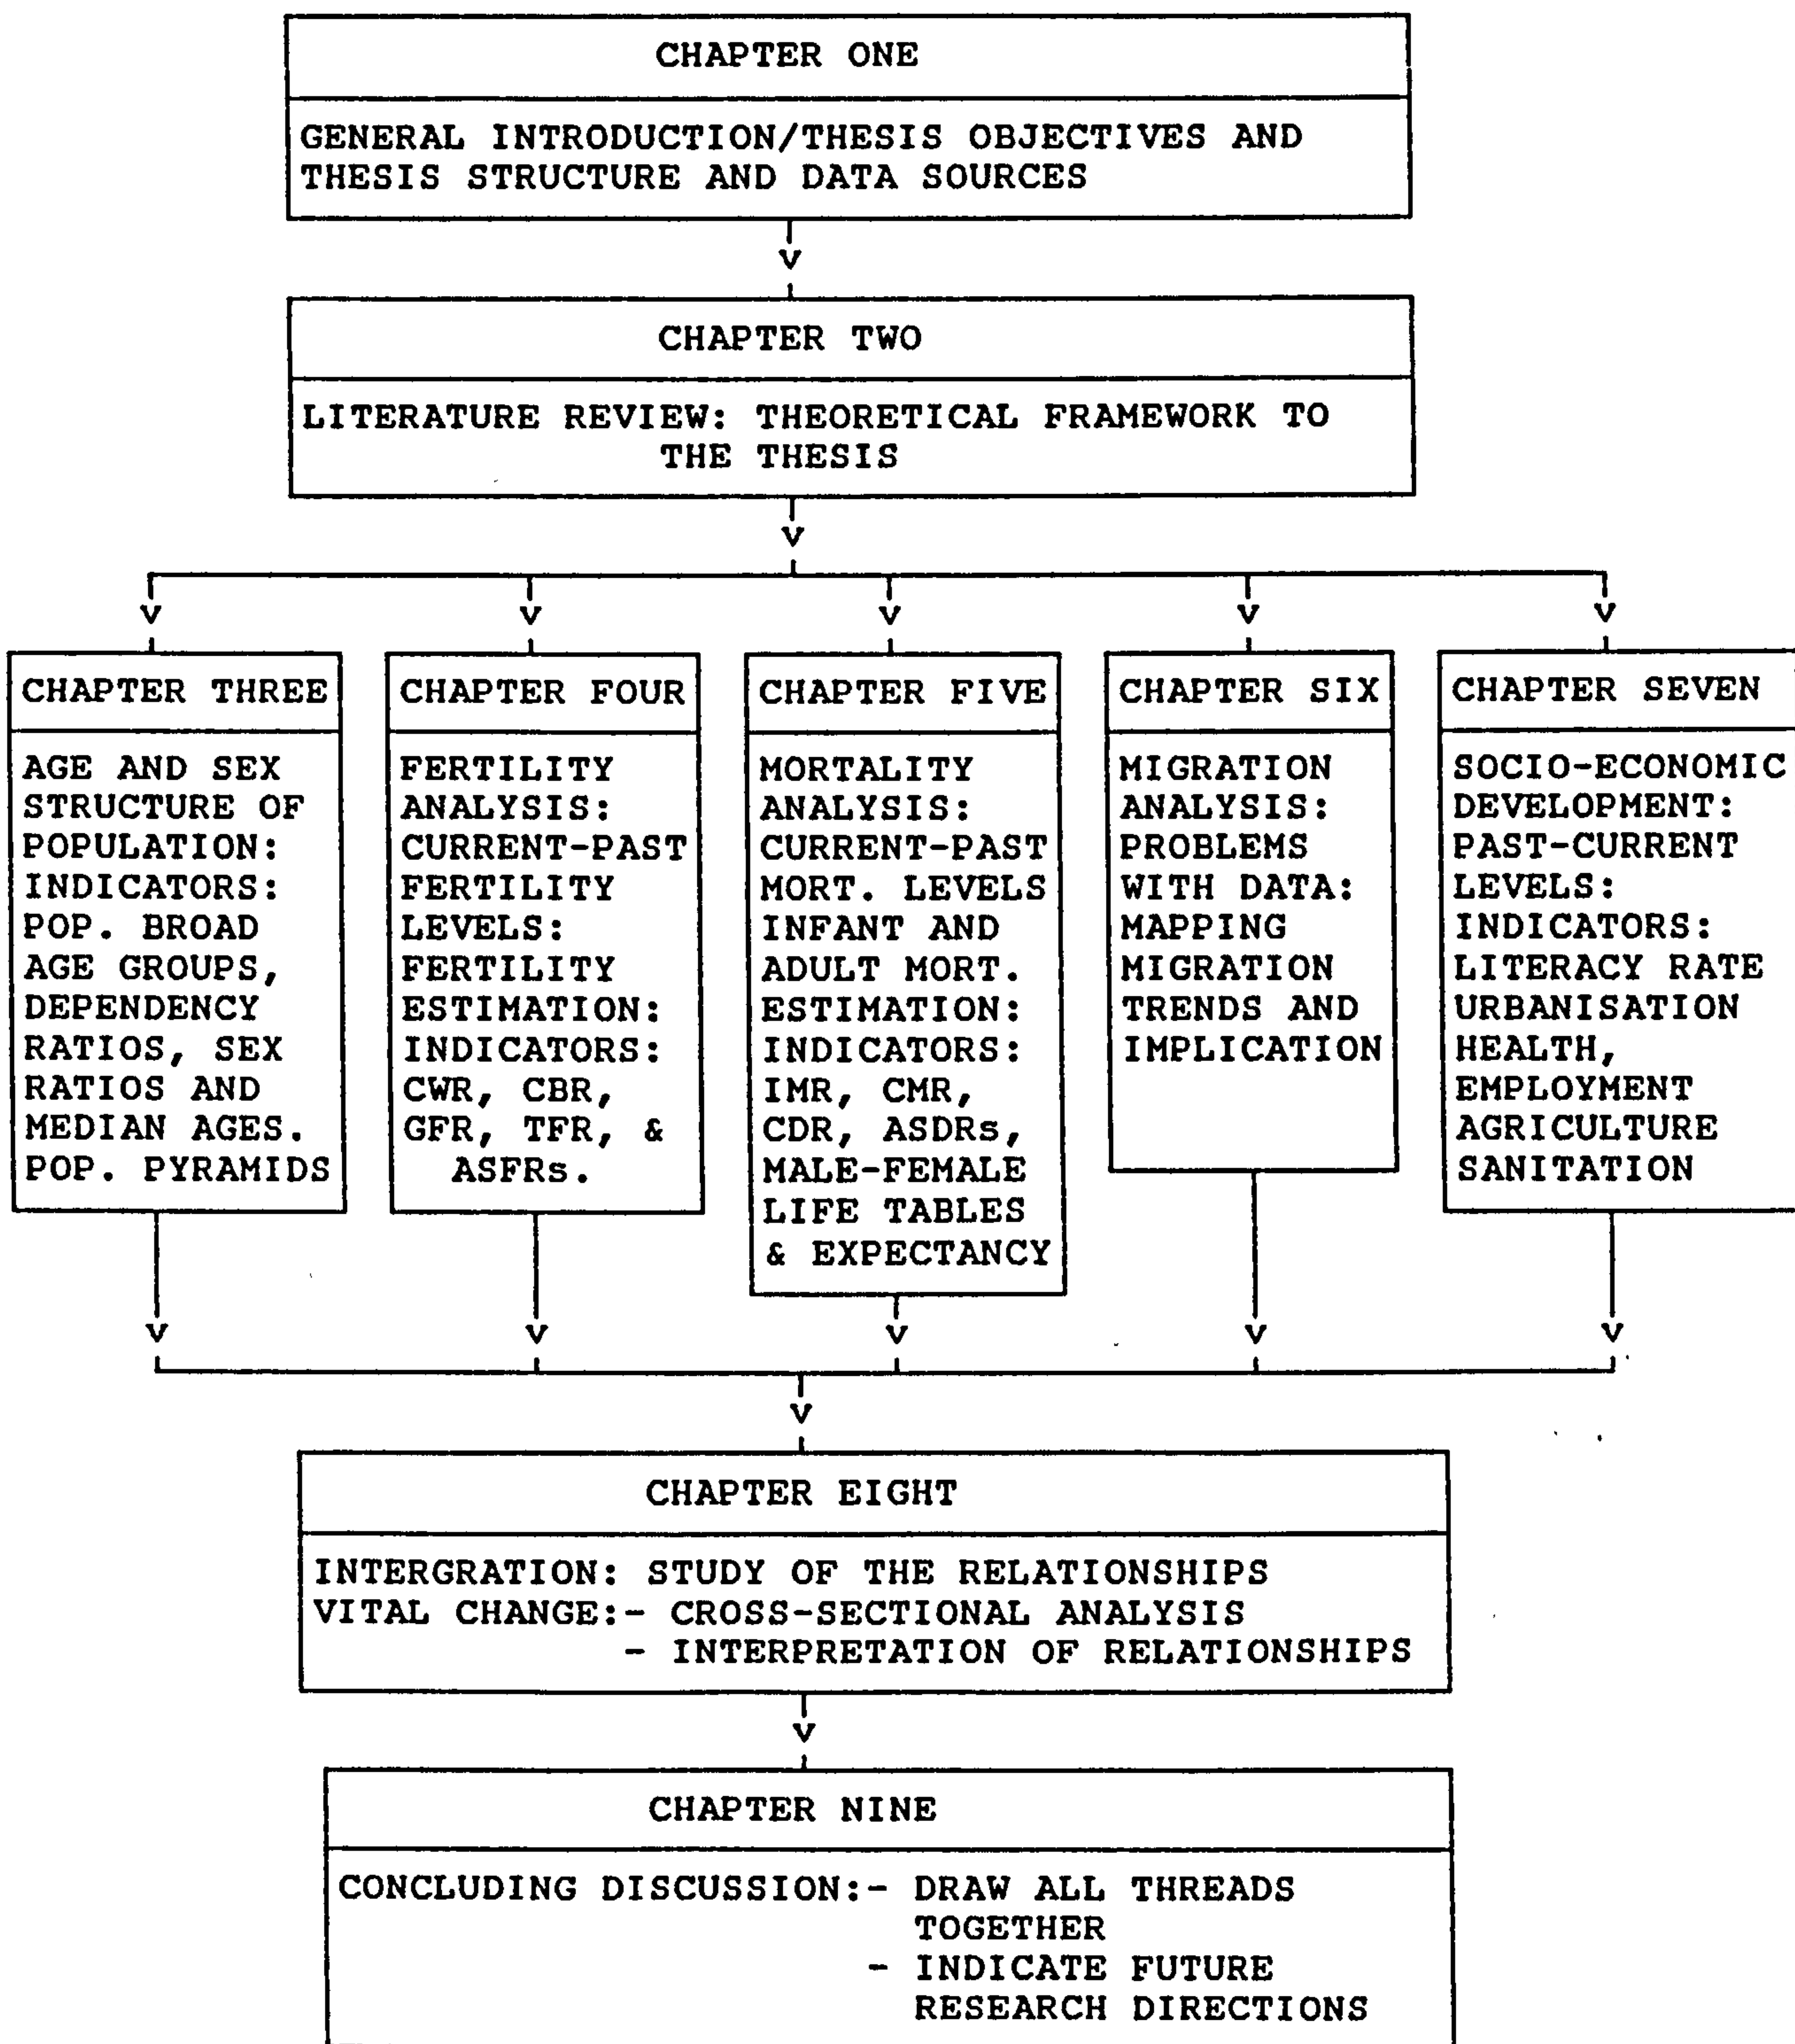 CHAPTER ONE
GENERAL INTRODUCTION/THESIS OBJECTIVES AND
THESIS STRUCTURE AND DATA SOURCES
CHAPTER TWO
LITERATURE REVIEW: THEORETICAL FRAMEWORK TO
THE THESIS
CHAPTER THREE
AGE AND SEX
STRUCTURE OF
POPULATION:
INDICATORS:
POP. BROAD
AGE GROUPS,
DEPENDENCY
RATIOS, SEX
RATIOS AND
MEDIAN AGES.
POP. PYRAMIDS
CHAPTER FOUR
FERTILITY
ANALYSIS:
CURRENT-PAST
FERTILITY
LEVELS:
FERTILITY
ESTIMATION:
INDICATORS:
CWR, CBR,
GFR, TFR, &
ASFRs.
CHAPTER FIVE
MORTALITY
ANALYSIS:
CURRENT-PAST
MORT. LEVELS
INFANT AND
ADULT MORT.
ESTIMATION:
INDICATORS:
IMR, CMR,
CDR, ASDRs,
MALE-FEMALE
LIFE TABLES
& EXPECTANCY
CHAPTER SIX
MIGRATION
ANALYSIS:
PROBLEMS
WITH DATA:
MAPPING
MIGRATION
TRENDS AND
IMPLICATION
CHAPTER SEVEN
SOCIO-ECONOMIC
DEVELOPMENT:
PAST-CURRENT
LEVELS:
INDICATORS:
LITERACY RATE
URBANISATION
HEALTH,
EMPLOYMENT
AGRICULTURE
SANITATION
CHAPTER EIGHT
INTERGRATION: STUDY OF THE RELATIONSHIPS
VITAL CHANGE:- CROSS-SECTIONAL ANALYSIS
- INTERPRETATION OF RELATIONSHIPS
CHAPTER NINE
CONCLUDING DISCUSSION:- DRAW ALL THREADS
TOGETHER
- INDICATE FUTURE
RESEARCH DIRECTIONS